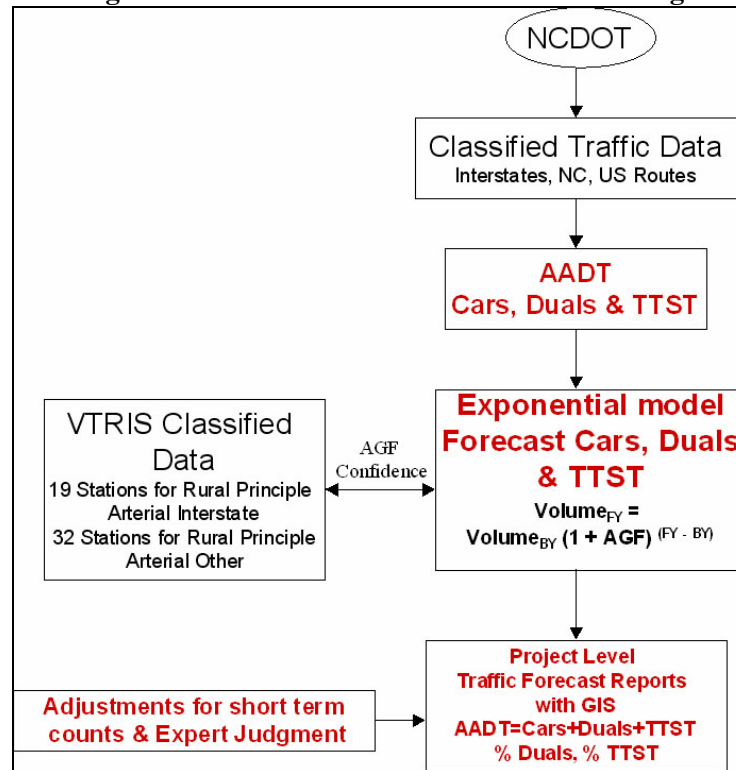 NCDOT
Classified Traffic Data
Interstates, NC, US Routes
AADT
Cars, Duals & TTST
Exponential model
Forecast Cars, Duals
& TTST
Volume_FY =
Volume_BY (1 + AGF) ^(FY - BY)
VTRIS Classified
Data
19 Stations for Rural Principle
Arterial Interstate
32 Stations for Rural Principle
Arterial Other
AGF
Confidence
Project Level
Traffic Forecast Reports
with GIS
AADT=Cars+Duals+TTST
% Duals, % TTST
Adjustments for short term
counts & Expert Judgment